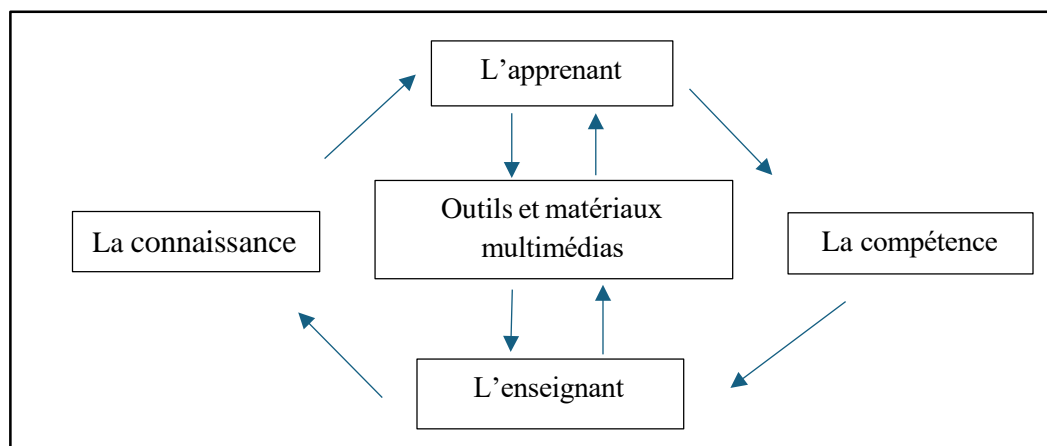 L’apprenant
Outils et matériaux
multimédias
La connaissance
La compétence
L’enseignant